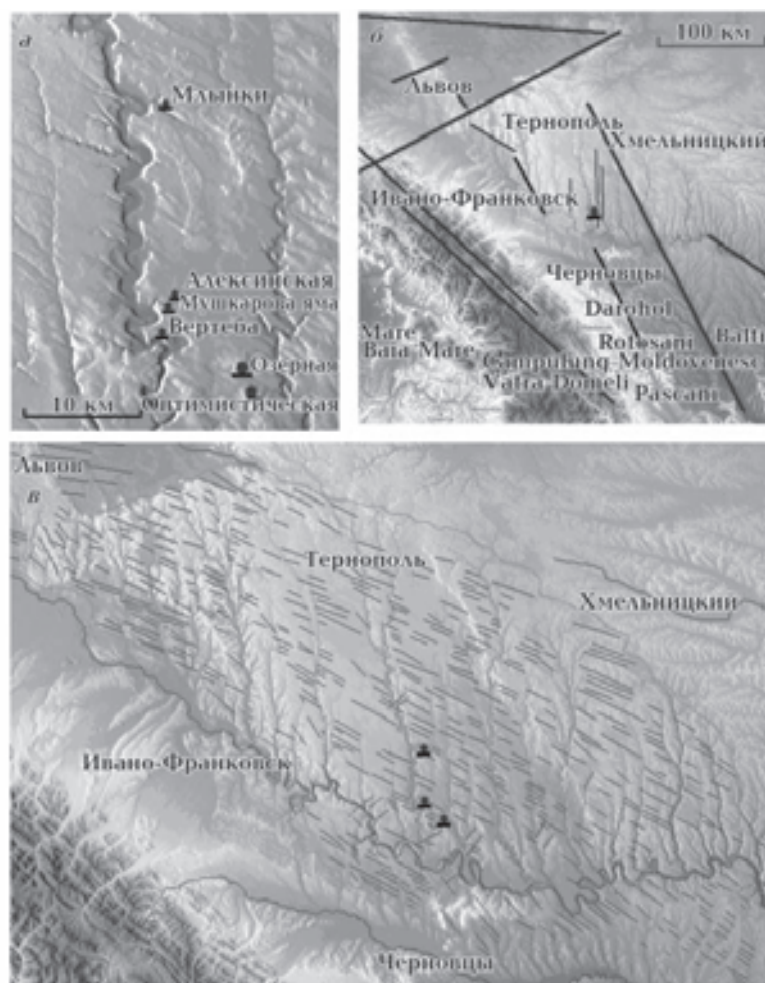 а
Млынки
Алексинская
Мушкарова яма
Вертеба
Озерная
10 км
Оптимистическая
б
100 км
Львов
Тернополь
Хмельницкий
Ивано-Франковск
Черновцы
Darohoi
Mare
Rotosani
Balti
Baia Mare
Campulung-Moldovenesc
Vatra-Domeli
Pascani
Львов
в
Тернополь
Хмельницкий
Ивано-Франковск
Черновцы